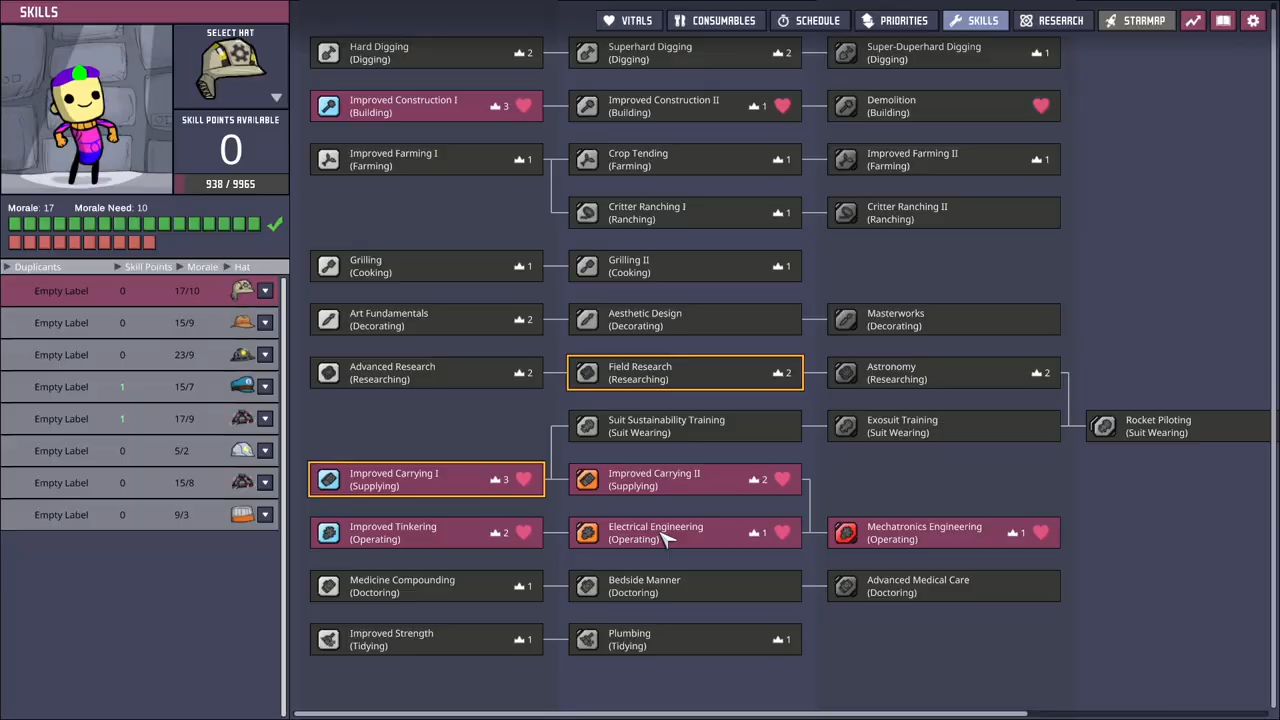 SKILLS
VITALS
CONSUMABLES
SCHEDULE
PRIORITIES
SKILLS
RESEARCH
STARMAP
SELECT HAT
SKILL POINTS AVAILABLE
0
938 / 9965
Morale: 17 Morale Need: 10
Duplicants Skill Points Morale Hat
Empty Label 0 17/10
Empty Label 0 15/9
Empty Label 0 23/9
Empty Label 1 15/7
Empty Label 1 17/9
Empty Label 0 5/2
Empty Label 0 15/8
Empty Label 0 9/3
Hard Digging
(Digging)
2
Superhard Digging
(Digging)
2
Super-Duperhard Digging
(Digging)
1
Improved Construction I
(Building)
3
Improved Construction II
(Building)
1
Demolition
(Building)
Improved Farming I
(Farming)
1
Crop Tending
(Farming)
1
Improved Farming II
(Farming)
1
Critter Ranching I
(Ranching)
1
Critter Ranching II
(Ranching)
Grilling
(Cooking)
1
Grilling II
(Cooking)
1
Art Fundamentals
(Decorating)
2
Aesthetic Design
(Decorating)
Masterworks
(Decorating)
Advanced Research
(Researching)
2
Field Research
(Researching)
2
Astronomy
(Researching)
2
Suit Sustainability Training
(Suit Wearing)
Exosuit Training
(Suit Wearing)
Rocket Piloting
(Suit Wearing)
Improved Carrying I
(Supplying)
3
Improved Carrying II
(Supplying)
2
Improved Tinkering
(Operating)
2
Electrical Engineering
(Operating)
1
Mechatronics Engineering
(Operating)
1
Medicine Compounding
(Doctoring)
1
Bedside Manner
(Doctoring)
Advanced Medical Care
(Doctoring)
Improved Strength
(Tidying)
1
Plumbing
(Tidying)
1